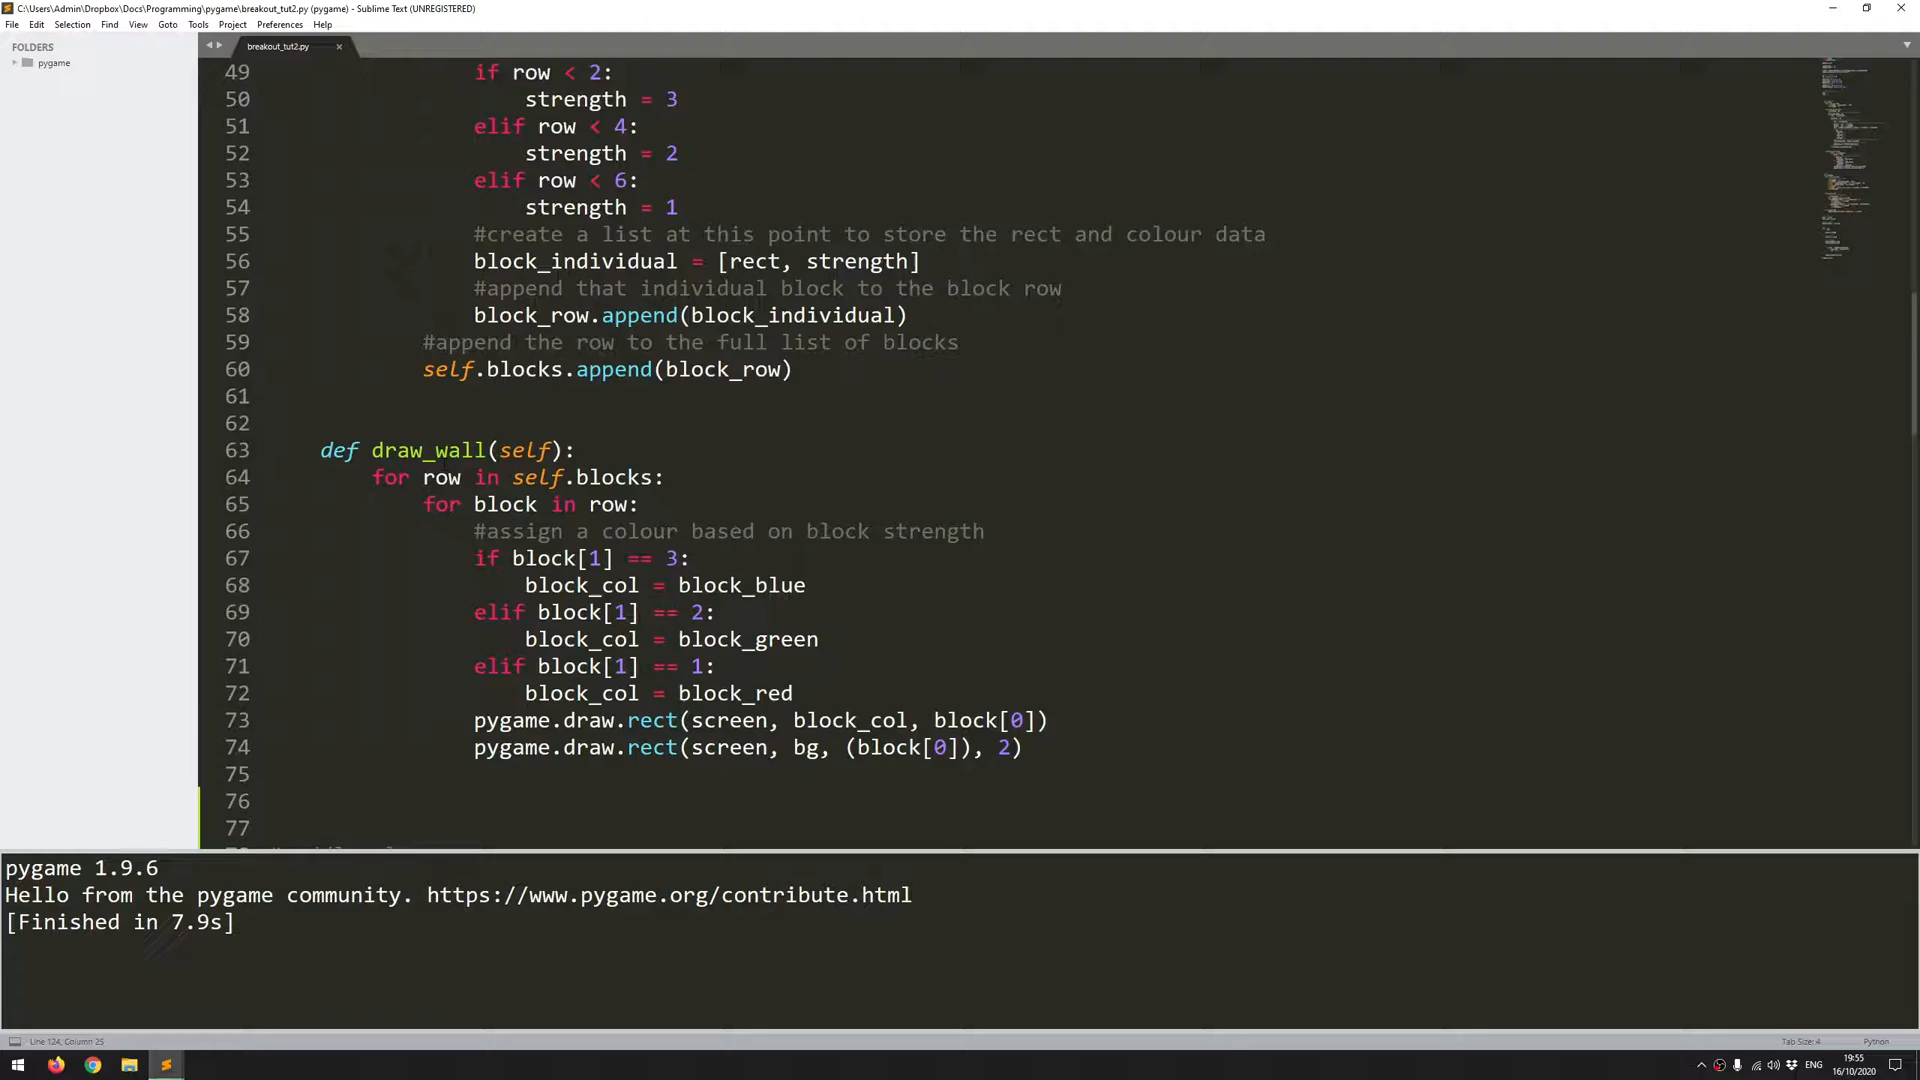 C:\Users\Admin\Dropbox\Docs\Programming\pygame\breakout_tut2.py (pygame) - Sublime Text (UNREGISTERED)
File Edit Selection Find View Goto Tools Project Preferences Help
FOLDERS
pygame
breakout_tut2.py
49 if row < 2:
50 strength = 3
51 elif row < 4:
52 strength = 2
53 elif row < 6:
54 strength = 1
55 #create a list at this point to store the rect and colour data
56 block_individual = [rect, strength]
57 #append that individual block to the block row
58 block_row.append(block_individual)
59 #append the row to the full list of blocks
60 self.blocks.append(block_row)
61
62
63 def draw_wall(self):
64 for row in self.blocks:
65 for block in row:
66 #assign a colour based on block strength
67 if block[1] == 3:
68 block_col = block_blue
69 elif block[1] == 2:
70 block_col = block_green
71 elif block[1] == 1:
72 block_col = block_red
73 pygame.draw.rect(screen, block_col, block[0])
74 pygame.draw.rect(screen, bg, (block[0]), 2)
75
76
77
pygame 1.9.6
Hello from the pygame community. https://www.pygame.org/contribute.html
[Finished in 7.9s]
Line 124, Column 25
Tab Size: 4
Python
ENG
19:55
16/10/2020